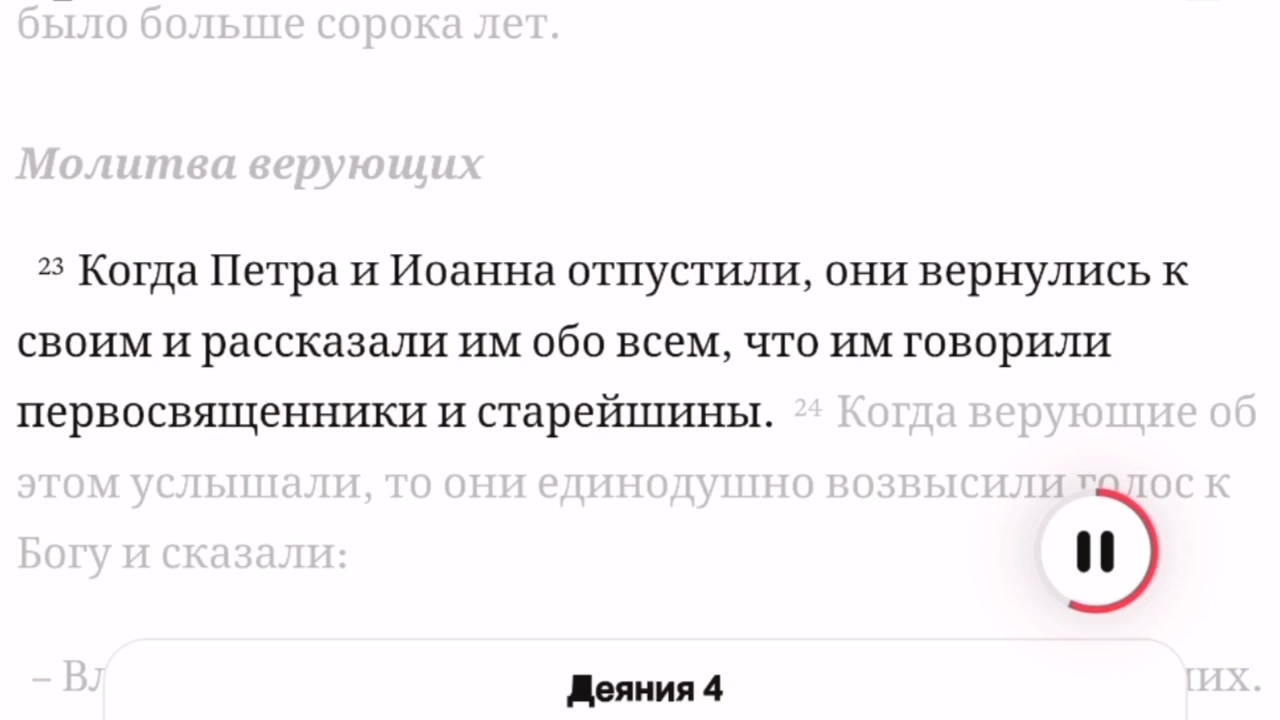 было больше сорока лет.
Молитва верующих
23 Когда Петра и Иоанна отпустили, они вернулись к
своим и рассказали им обо всем, что им говорили
первосвященники и старейшины. 24 Когда верующие об
этом услышали, то они единодушно возвысили голос к
Богу и сказали:
Деяния 4